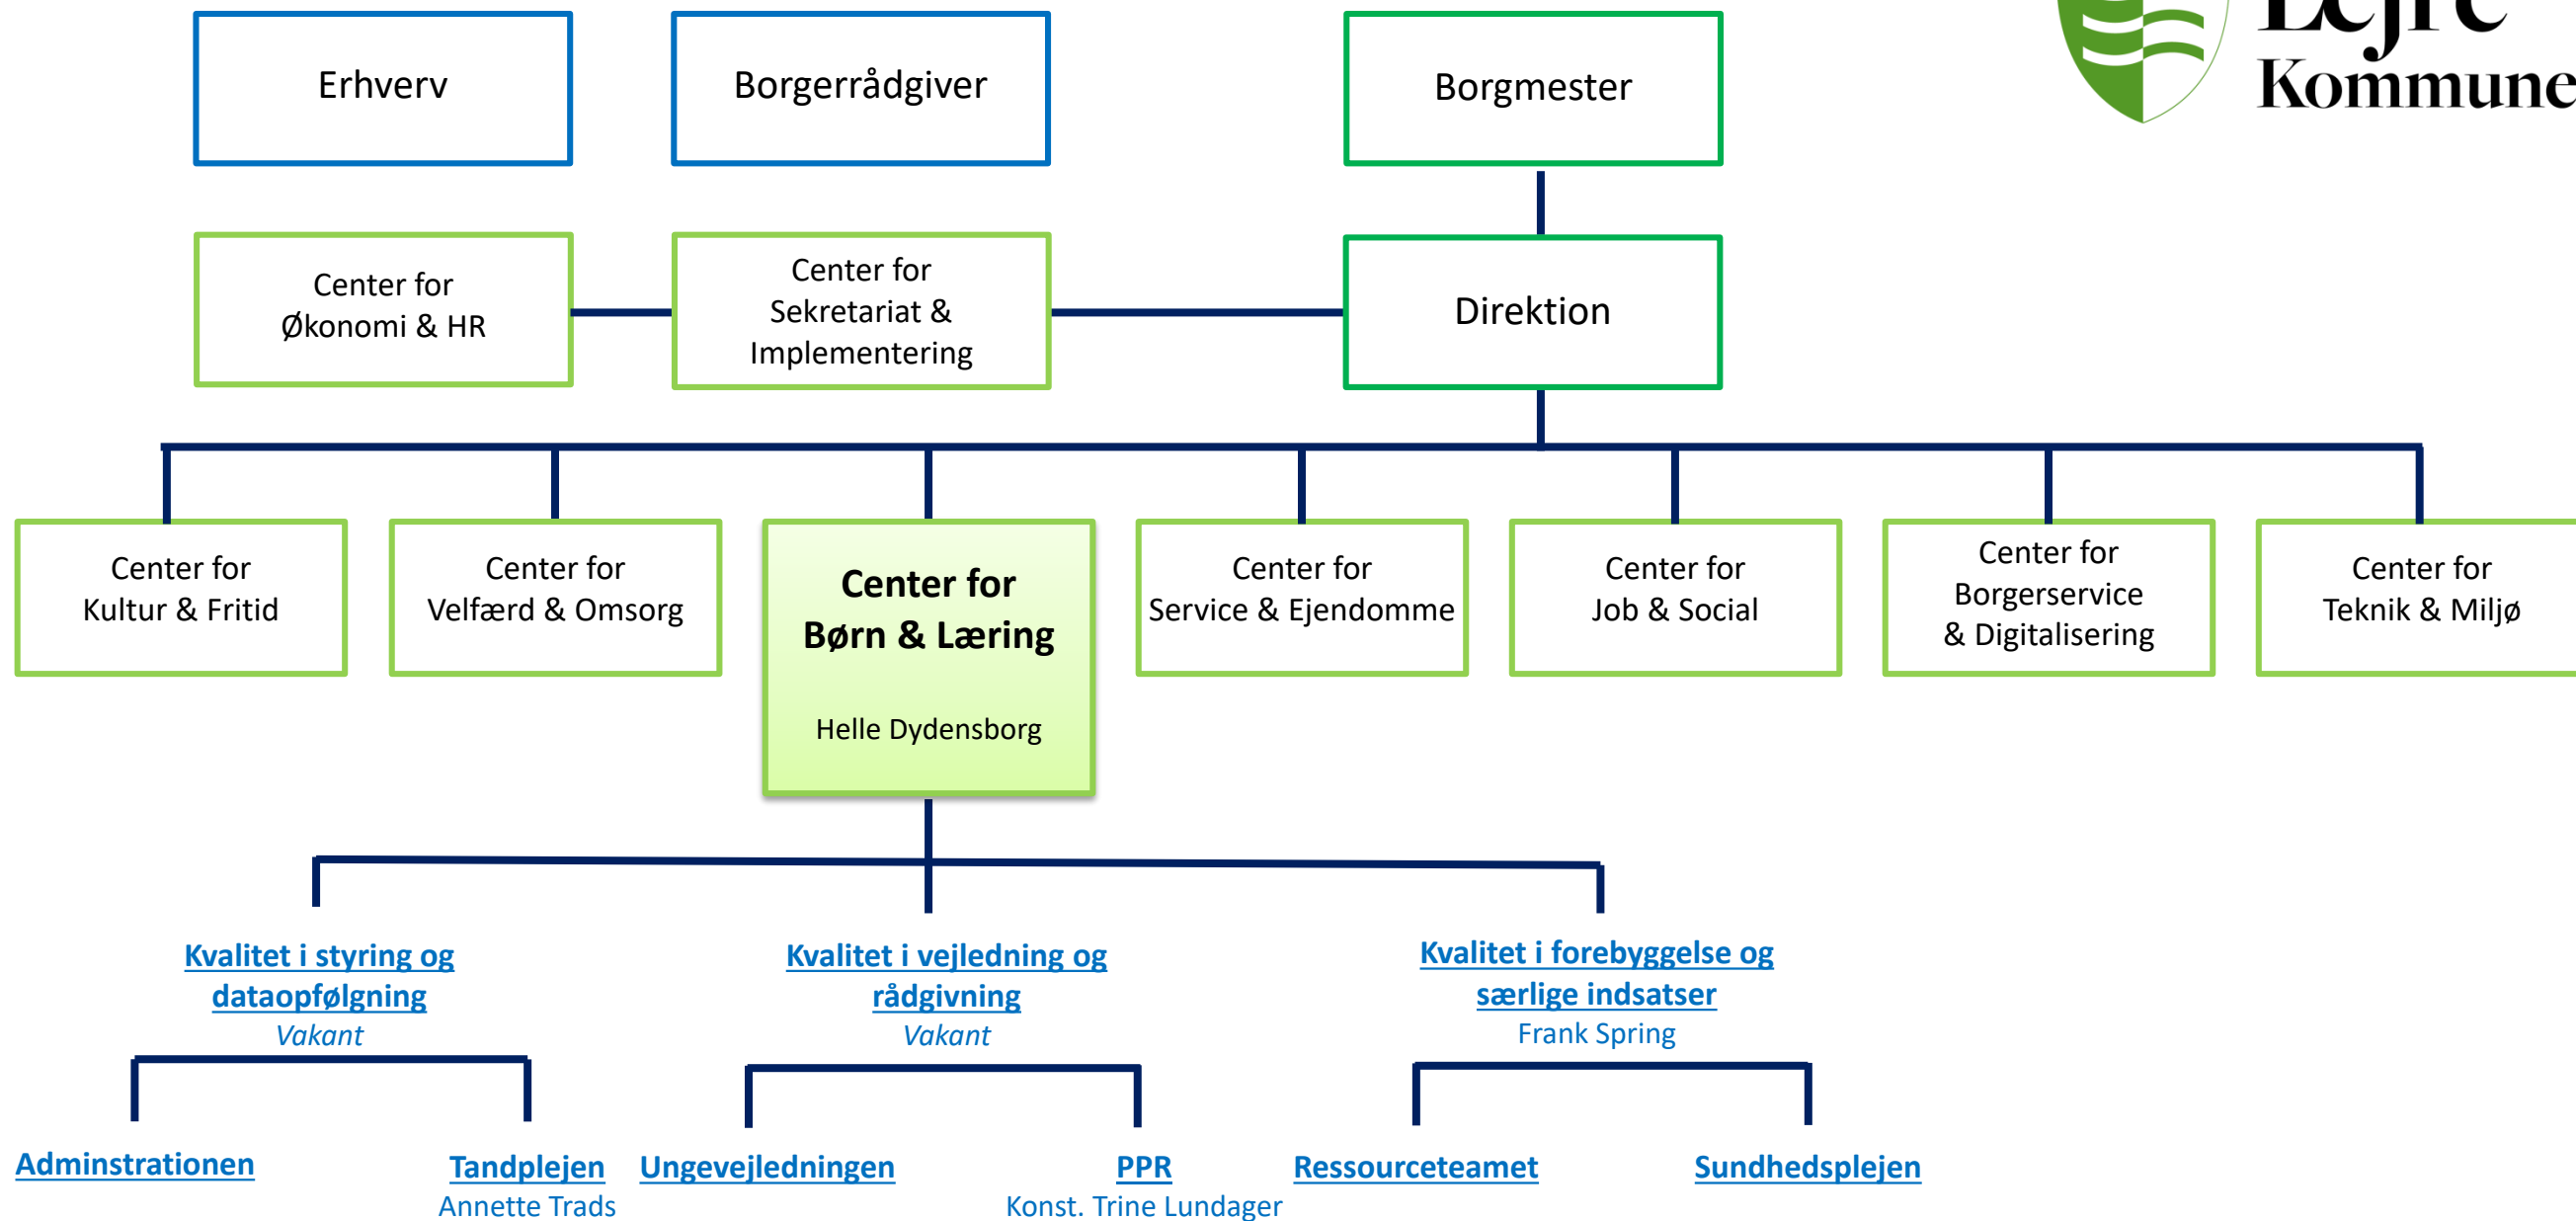 Lejre
Kommune
Erhverv
Borgerrådgiver
Borgmester
Center for
Økonomi & HR
Center for
Sekretariat &
Implementering
Direktion
Center for
Kultur & Fritid
Center for
Velfærd & Omsorg
Center for
Børn & Læring
Helle Dydensborg
Center for
Service & Ejendomme
Center for
Job & Social
Center for
Borgerservice
& Digitalisering
Center for
Teknik & Miljø
Kvalitet i styring og
dataopfølgning
Vakant
Kvalitet i vejledning og
rådgivning
Vakant
Kvalitet i forebyggelse og
særlige indsatser
Frank Spring
Adminstrationen
Tandplejen
Annette Trads
Ungevejledningen
PPR
Konst. Trine Lundager
Ressourceteamet
Sundhedsplejen